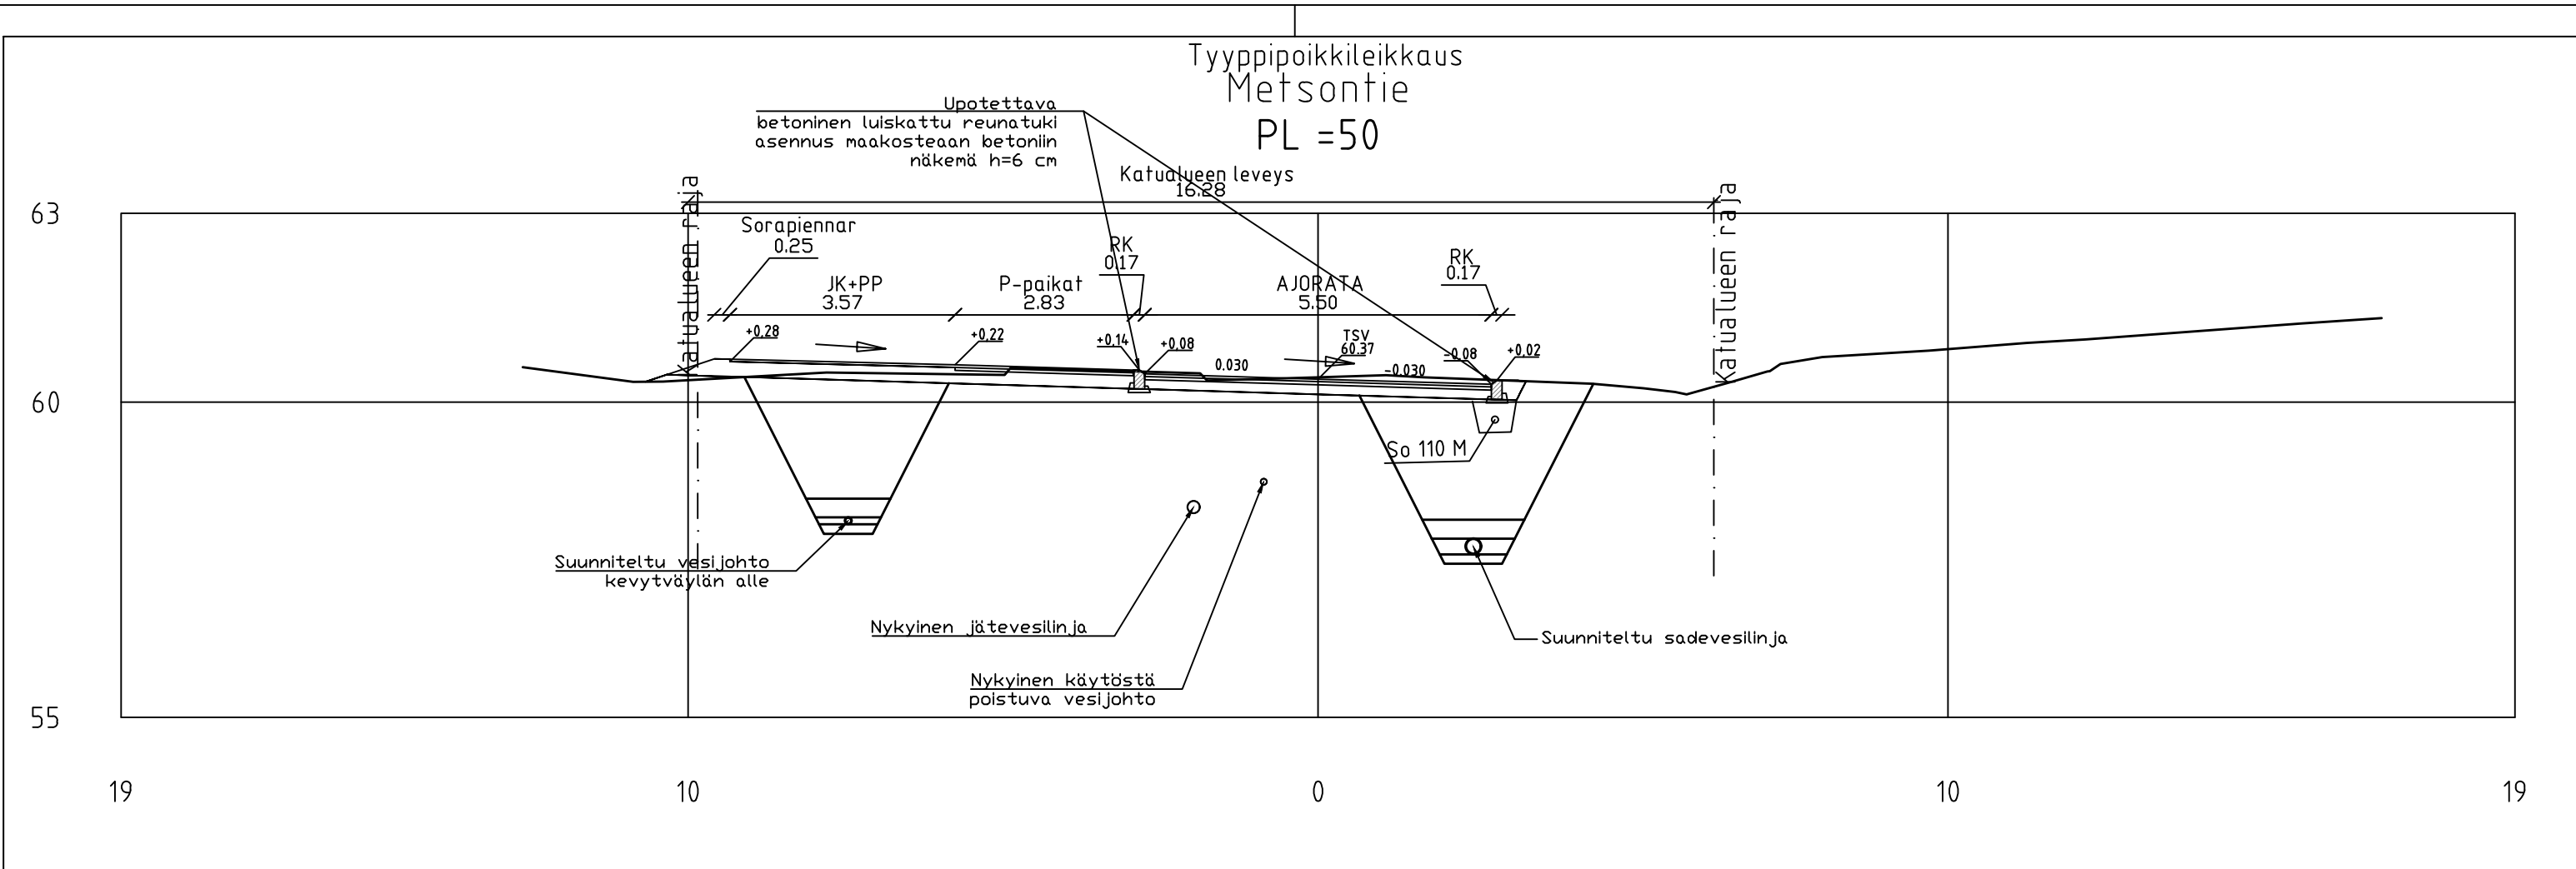 Tyyppipoikkileikkaus
Metsontie
PL =50
Upotettava
betoninen luiskattu reunatuki
asennus maakosteaan betoniin
näkemä h=6 cm
Katualueen leveys
16.28
Katualueen raja
Katualueen raja
63
Sorapiennar
0.25
RK
0.17
RK
0.17
JK+PP
3.57
P-paikat
2.83
AJORATA
5.50
+0.28
+0.22
+0.14
+0.08
TSV
60.37
-0.08
+0.02
0.030
-0.030
60
So 110 M
Suunniteltu vesijohto
kevytväylän alle
Nykyinen jätevesilinja
Suunniteltu sadevesilinja
Nykyinen käytöstä
poistuva vesijohto
55
19
10
0
10
19